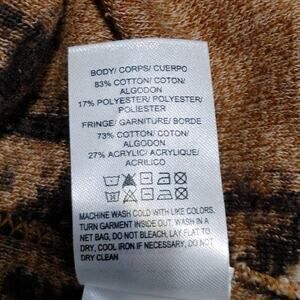 BODY/ CORPS/ CUERPO
83% COTTON/ COTON/
ALGODON
17% POLYESTER/ POLYESTER/
POLIESTER
FRINGE/ GARNITURE/ BORDE
73% COTTON/ COTON/
ALGODON
27% ACRYLIC/ ACRYLIQUE/
ACRILICO
MACHINE WASH COLD WITH LIKE COLORS,
TURN GARMENT INSIDE OUT, WASH IN A
NET BAG, DO NOT BLEACH, LAY FLAT TO
DRY, COOL IRON IF NECESSARY, DO NOT
DRY CLEAN